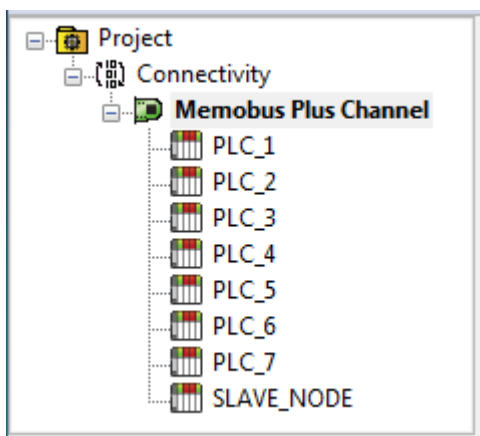 Project
Connectivity
Memobus Plus Channel
PLC_1
PLC_2
PLC_3
PLC_4
PLC_5
PLC_6
PLC_7
SLAVE_NODE